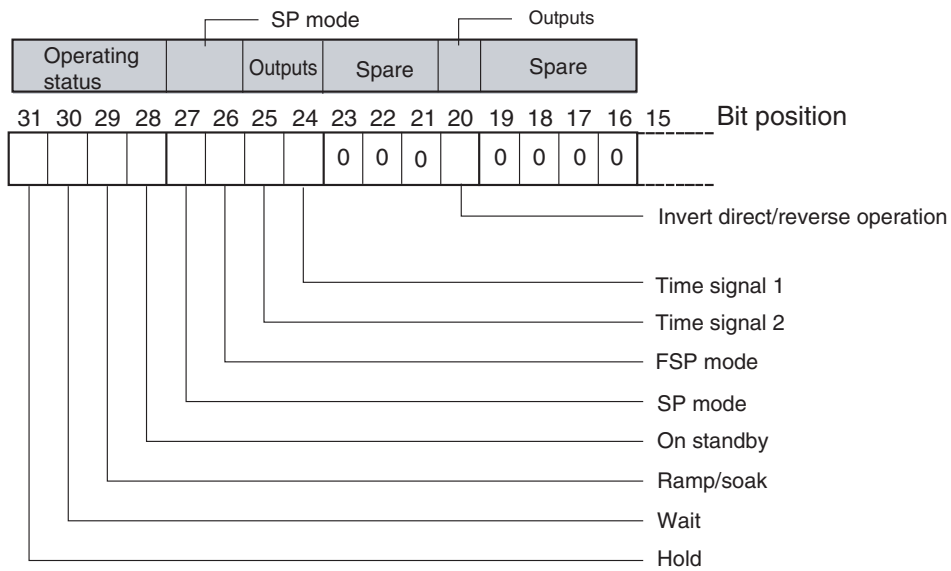 SP mode
Outputs
Operating
status
Outputs
Spare
Spare
31 30 29 28 27 26 25 24 23 22 21 20 19 18 17 16 15 Bit position
0 0 0 0 0 0 0
Invert direct/reverse operation
Time signal 1
Time signal 2
FSP mode
SP mode
On standby
Ramp/soak
Wait
Hold